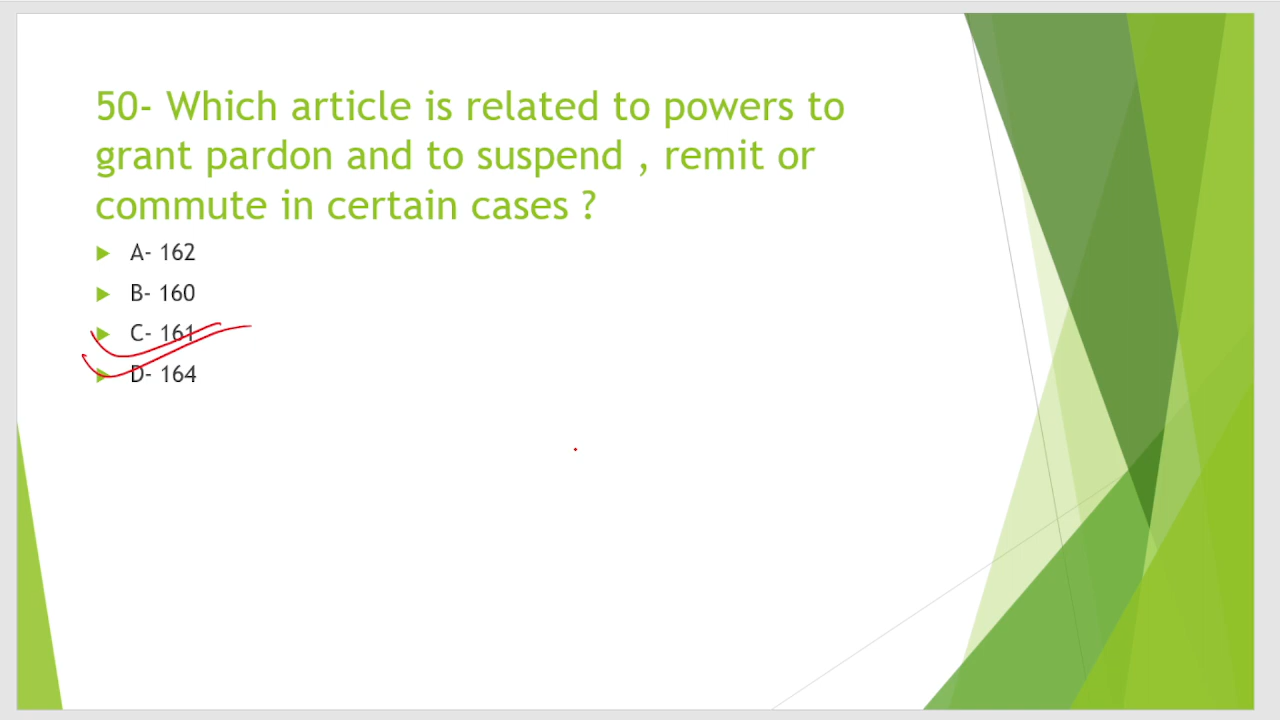 50- Which article is related to powers to
grant pardon and to suspend , remit or
commute in certain cases ?
A- 162
B- 160
C- 161
D- 164